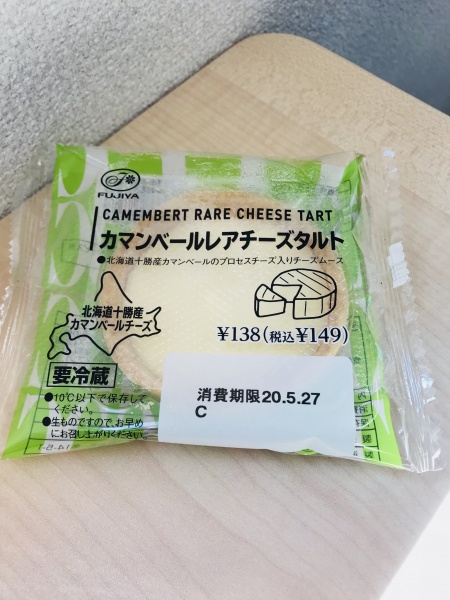 FUJIYA
CAMEMBERT RARE CHEESE TART
カマンベールレアチーズタルト
●北海道十勝産カマンベールのプロセスチーズ入りチーズムース
北海道十勝産
カマンベールチーズ
¥138(税込¥149)
要冷蔵
●10℃以下で保存して
ください。
●生ものですので、お早め
にお召し上がりください
消費期限20.5.27
C